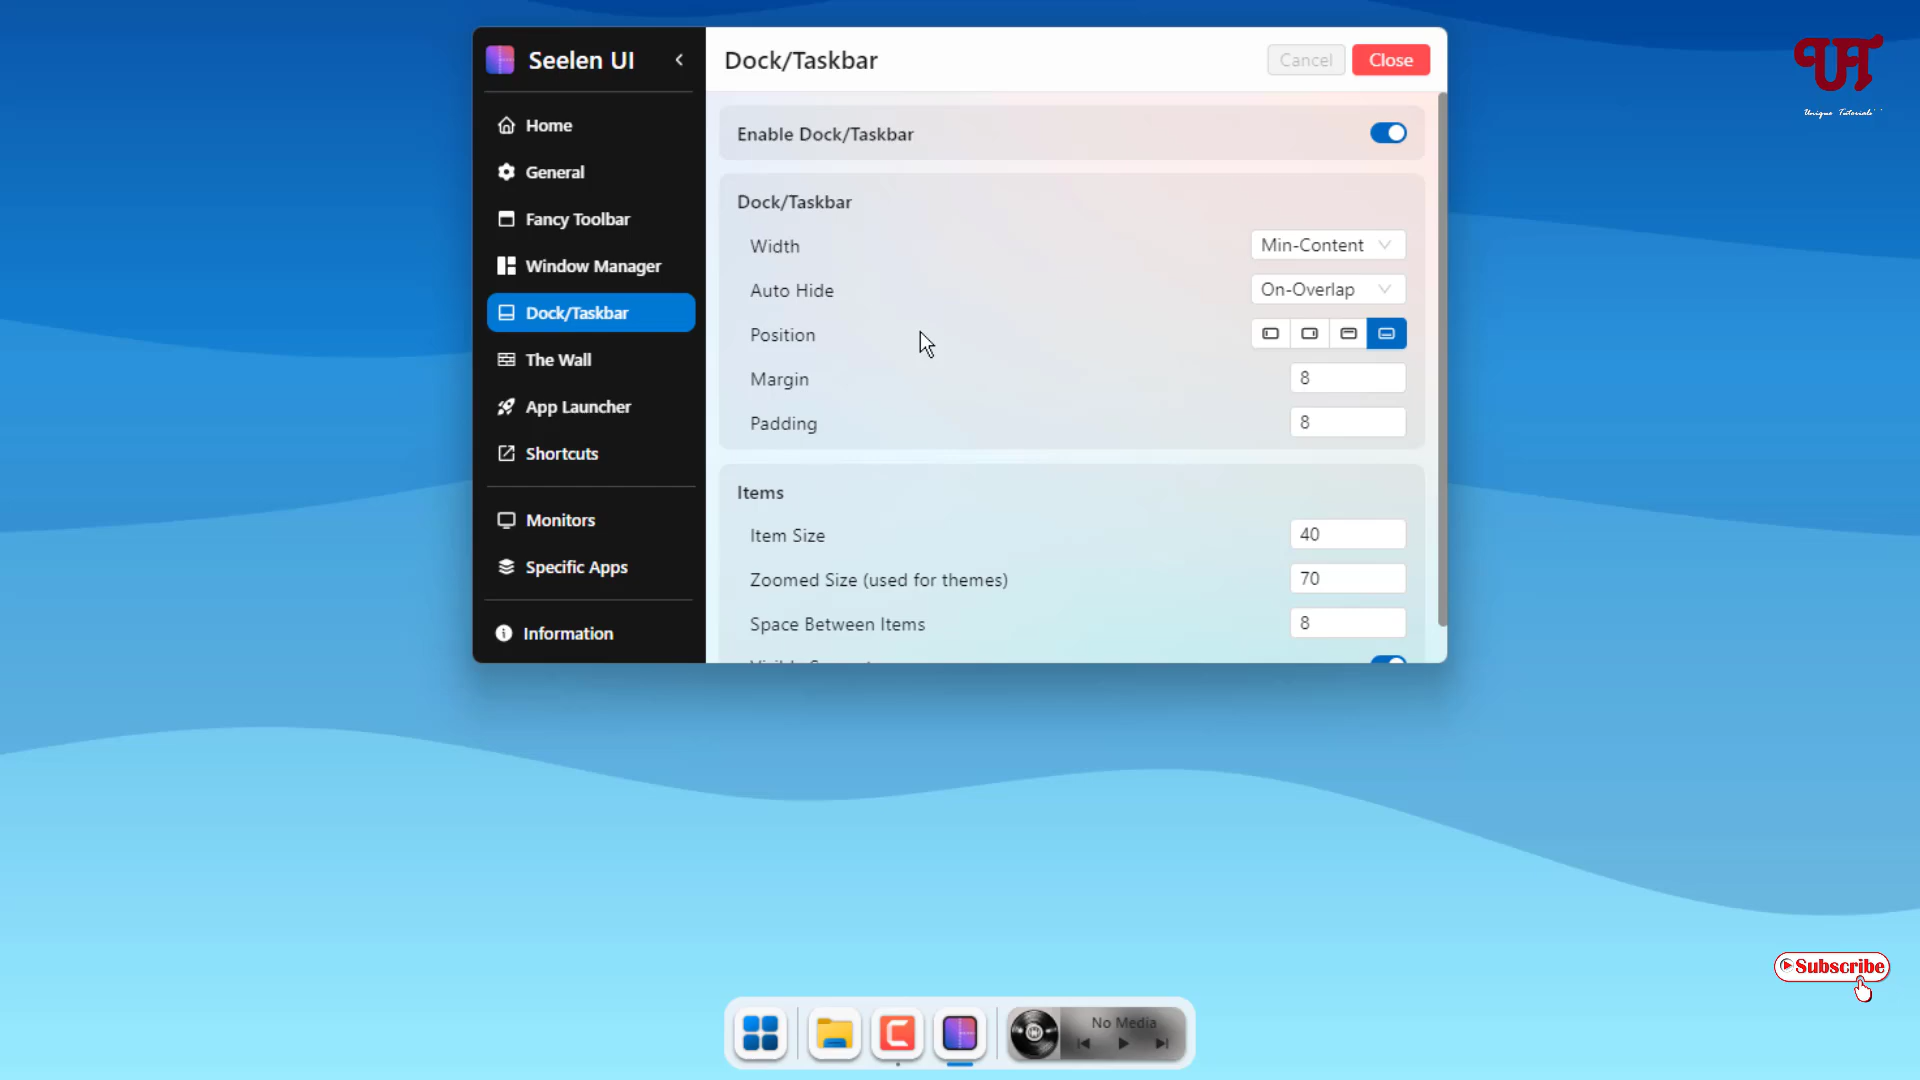 Seelen UI
Home
General
Fancy Toolbar
Window Manager
Dock/Taskbar
The Wall
App Launcher
Shortcuts
Monitors
Specific Apps
Information
Dock/Taskbar
Cancel
Close
Enable Dock/Taskbar
Dock/Taskbar
Width
Min-Content
Auto Hide
On-Overlap
Position
Margin
8
Padding
8
Items
Item Size
40
Zoomed Size (used for themes)
70
Space Between Items
8
UT
Unique Tutorials
Subscribe
No Media